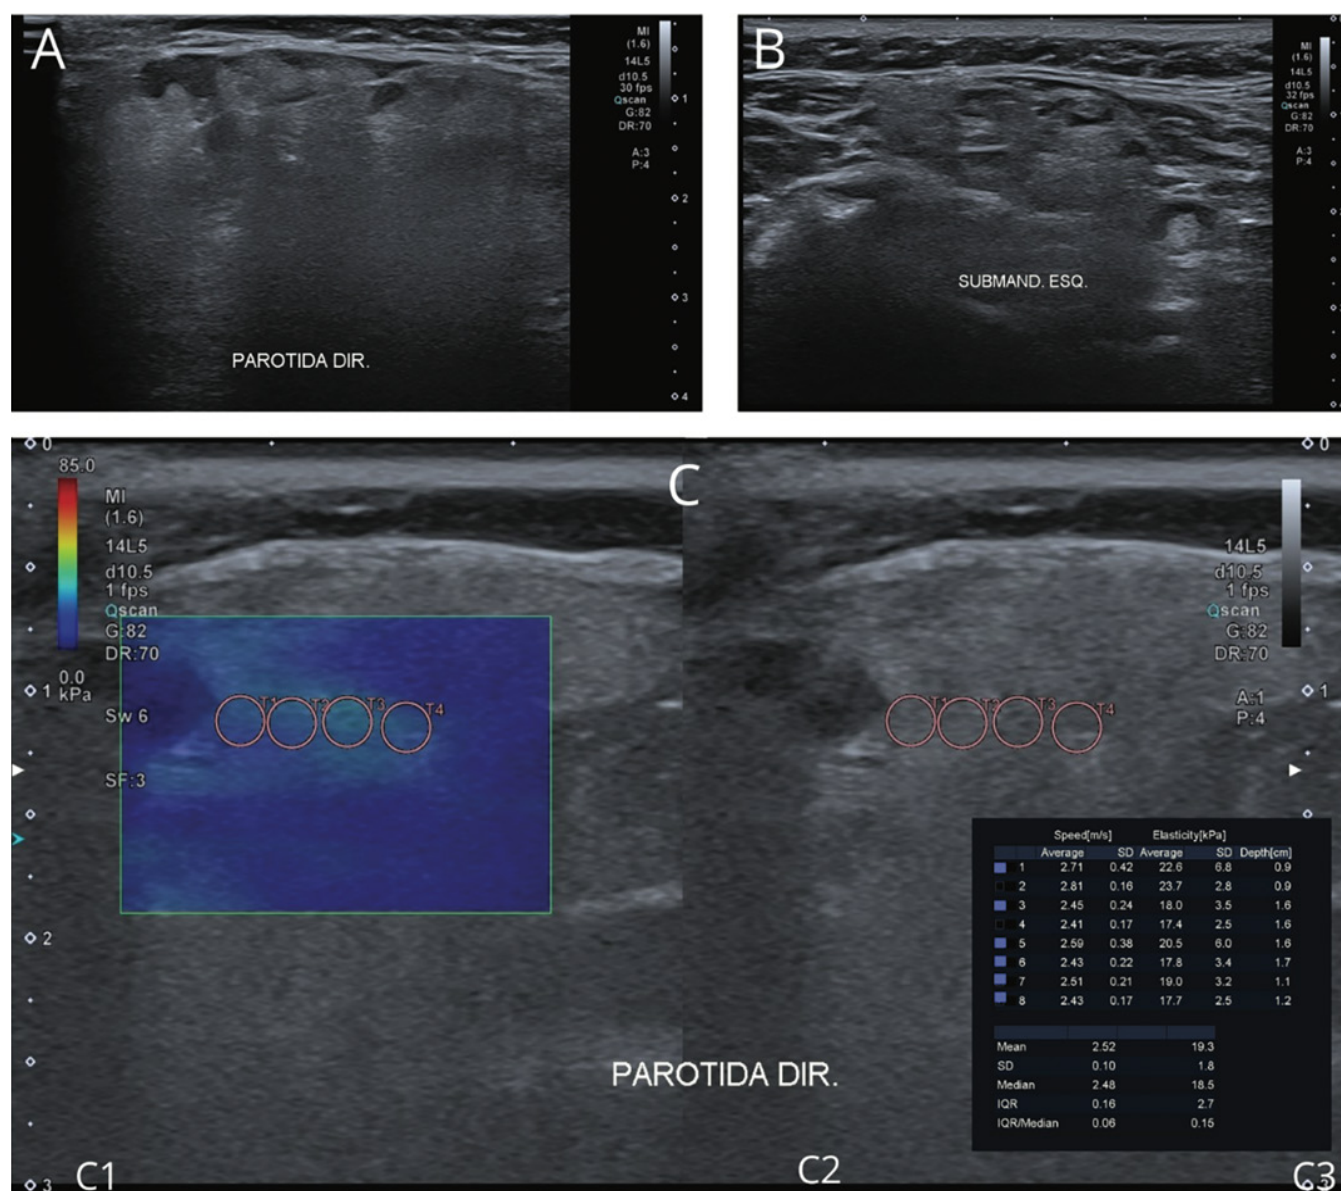 A
MI
(1.6)
14L5
d10.5
30 fps
Qscan
G:82
DR:70
A:3
P:4
1
2
3
4
PAROTIDA DIR.
B
MI
(1.6)
14L5
d10.5
32 fps
Qscan
G:82
DR:70
A:3
P:4
SUBMAND. ESQ.
C
0
85.0
MI
(1.6)
14L5
d10.5
1 fps
Qscan
G:82
DR:70
0.0
kPa
1
Sw 6
SF:3
2
3
T1 T2 T3 T4
C1
0
14L5
d10.5
1 fps
Qscan
G:82
DR:70
1
A:1
P:4
T1 T2 T3 T4
Speed[m/s] Elasticity[kPa]
Average SD Average SD Depth[cm]
1 2.71 0.42 22.6 6.8 0.9
2 2.81 0.16 23.7 2.8 0.9
3 2.45 0.24 18.0 3.5 1.6
4 2.41 0.17 17.4 2.5 1.6
5 2.59 0.38 20.5 6.0 1.6
6 2.43 0.22 17.8 3.4 1.7
7 2.51 0.21 19.0 3.2 1.1
8 2.43 0.17 17.7 2.5 1.2
Mean 2.52 19.3
SD 0.10 1.8
Median 2.48 18.5
IQR 0.16 2.7
IQR/Median 0.06 0.15
PAROTIDA DIR.
C2
C3